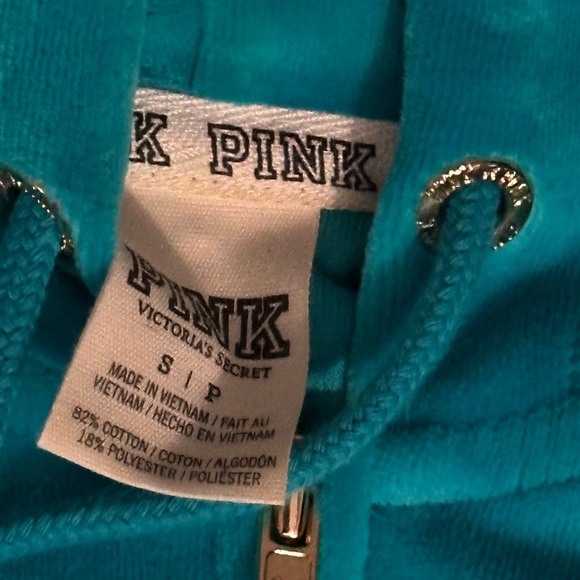 K PINK
PINK
VICTORIA'S SECRET
S | P
MADE IN VIETNAM / FAIT AU
VIETNAM / HECHO EN VIETNAM
82% COTTON / COTON / ALGODÓN
18% POLYESTER / POLIÉSTER